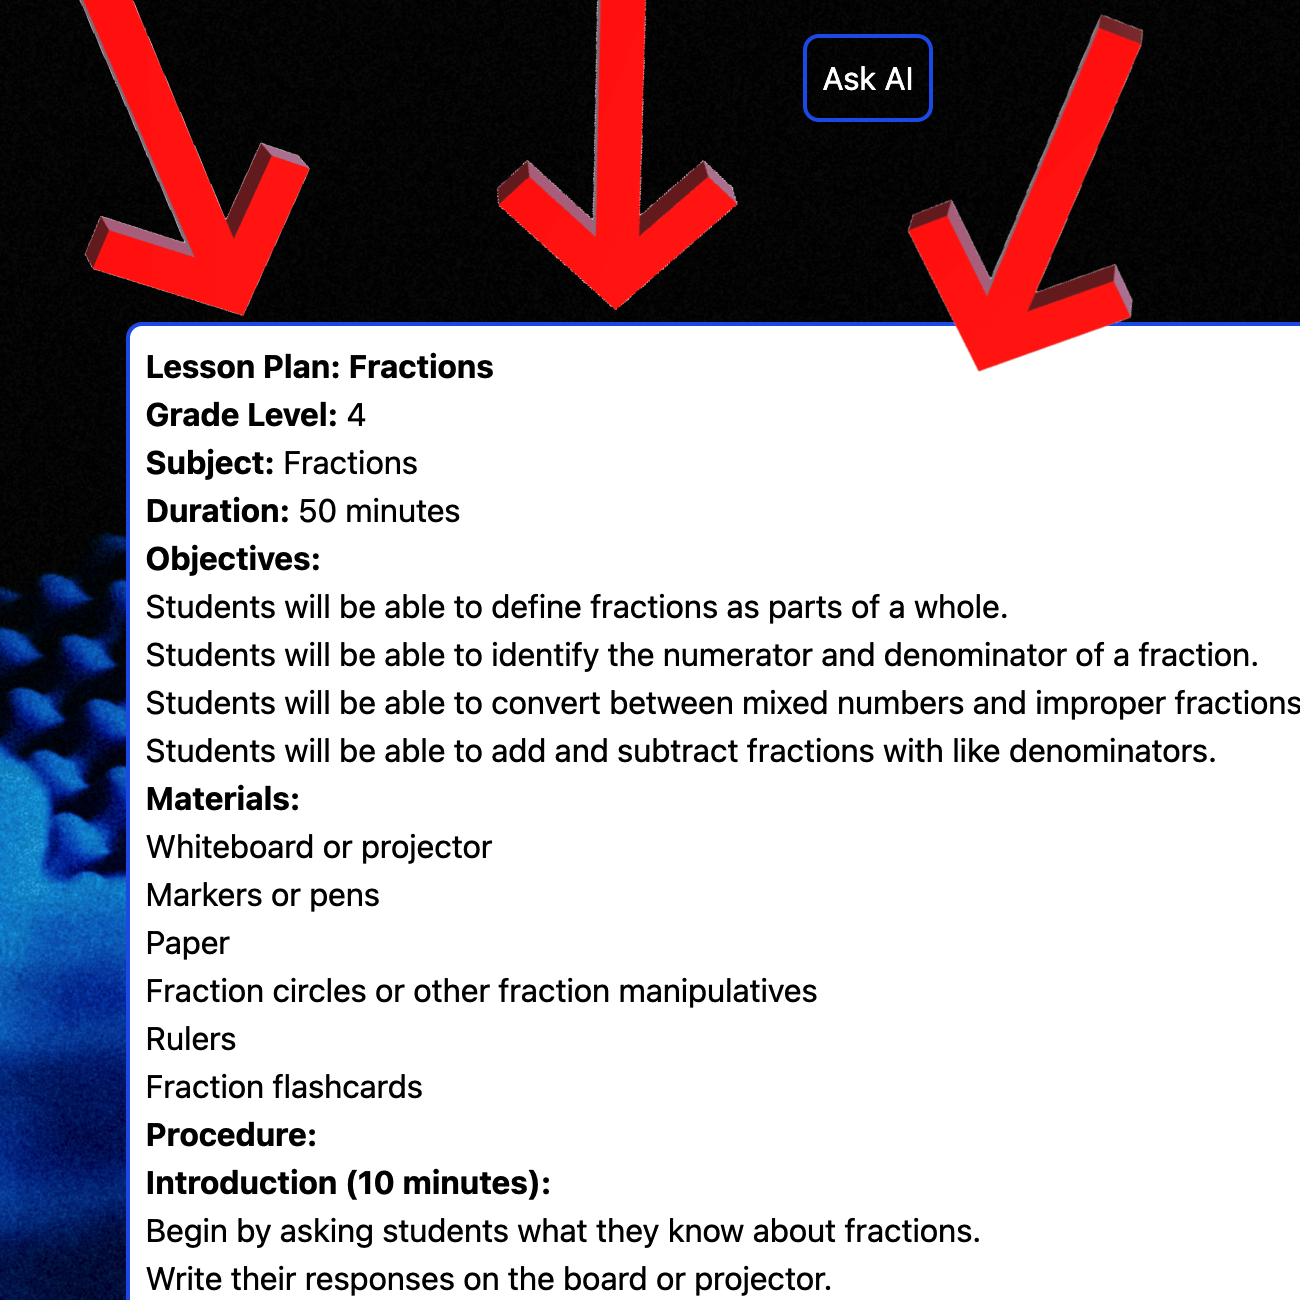 Ask AI
Lesson Plan: Fractions
Grade Level: 4
Subject: Fractions
Duration: 50 minutes
Objectives:
Students will be able to define fractions as parts of a whole.
Students will be able to identify the numerator and denominator of a fraction.
Students will be able to convert between mixed numbers and improper fractions
Students will be able to add and subtract fractions with like denominators.
Materials:
Whiteboard or projector
Markers or pens
Paper
Fraction circles or other fraction manipulatives
Rulers
Fraction flashcards
Procedure:
Introduction (10 minutes):
Begin by asking students what they know about fractions.
Write their responses on the board or projector.